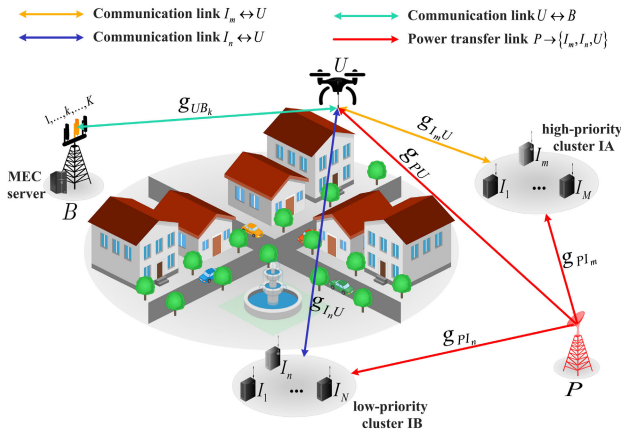 Communication link I_m ↔ U
Communication link U ↔ B
Communication link I_n ↔ U
Power transfer link P → {I_m, I_n, U}
U
1,...,k,...,K
g_{UB_k}
g_{I_mU}
high-priority
cluster IA
g_{PU}
I_m
MEC
server
I_1
...
I_M
B
g_{PI_m}
g_{I_nU}
g_{PI_n}
I_n
P
I_1
...
I_N
low-priority
cluster IB